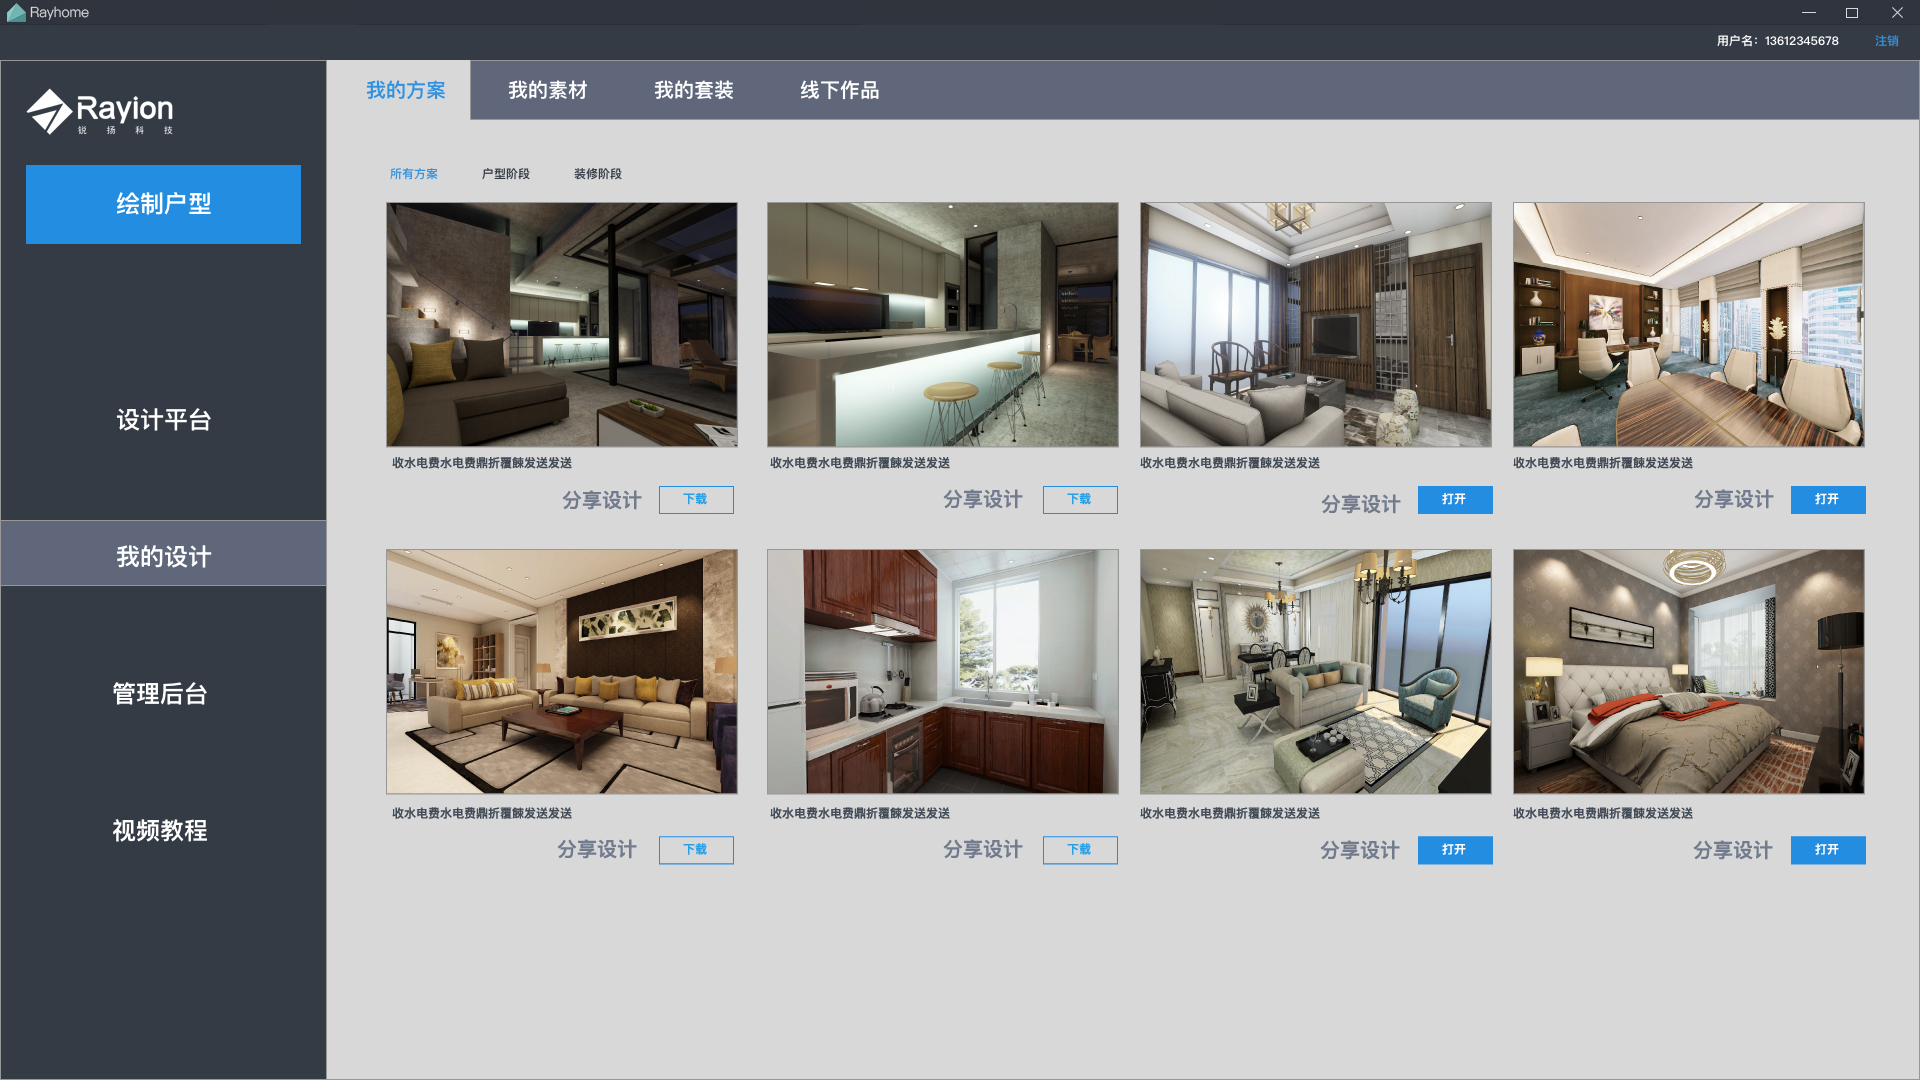 Rayhome
用户名：13612345678 注销
Rayion
锐扬科技
绘制户型
设计平台
我的设计
管理后台
视频教程
我的方案 我的素材 我的套装 线下作品
所有方案 户型阶段 装修阶段
收水电费水电费鼎折覆餗发送发送 收水电费水电费鼎折覆餗发送发送 收水电费水电费鼎折覆餗发送发送 收水电费水电费鼎折覆餗发送发送
分享设计 下载 分享设计 下载 分享设计 打开 分享设计 打开
收水电费水电费鼎折覆餗发送发送 收水电费水电费鼎折覆餗发送发送 收水电费水电费鼎折覆餗发送发送 收水电费水电费鼎折覆餗发送发送
分享设计 下载 分享设计 下载 分享设计 打开 分享设计 打开